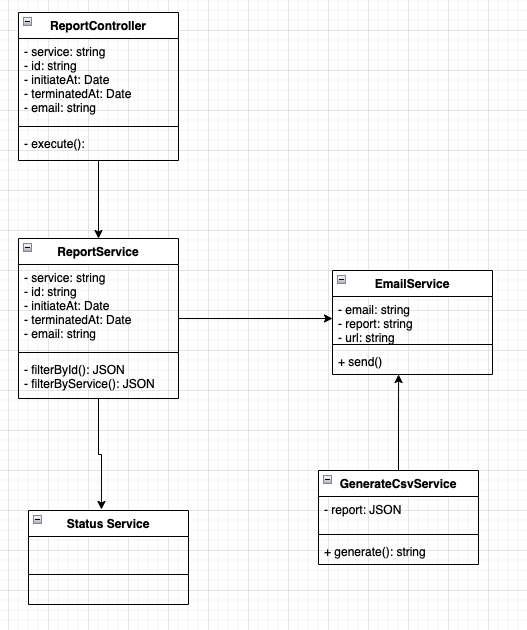 ReportController
- service: string
- id: string
- initiateAt: Date
- terminatedAt: Date
- email: string
- execute():
ReportService
- service: string
- id: string
- initiateAt: Date
- terminatedAt: Date
- email: string
- filterById(): JSON
- filterByService(): JSON
EmailService
- email: string
- report: string
- url: string
+ send()
GenerateCsvService
- report: JSON
+ generate(): string
Status Service